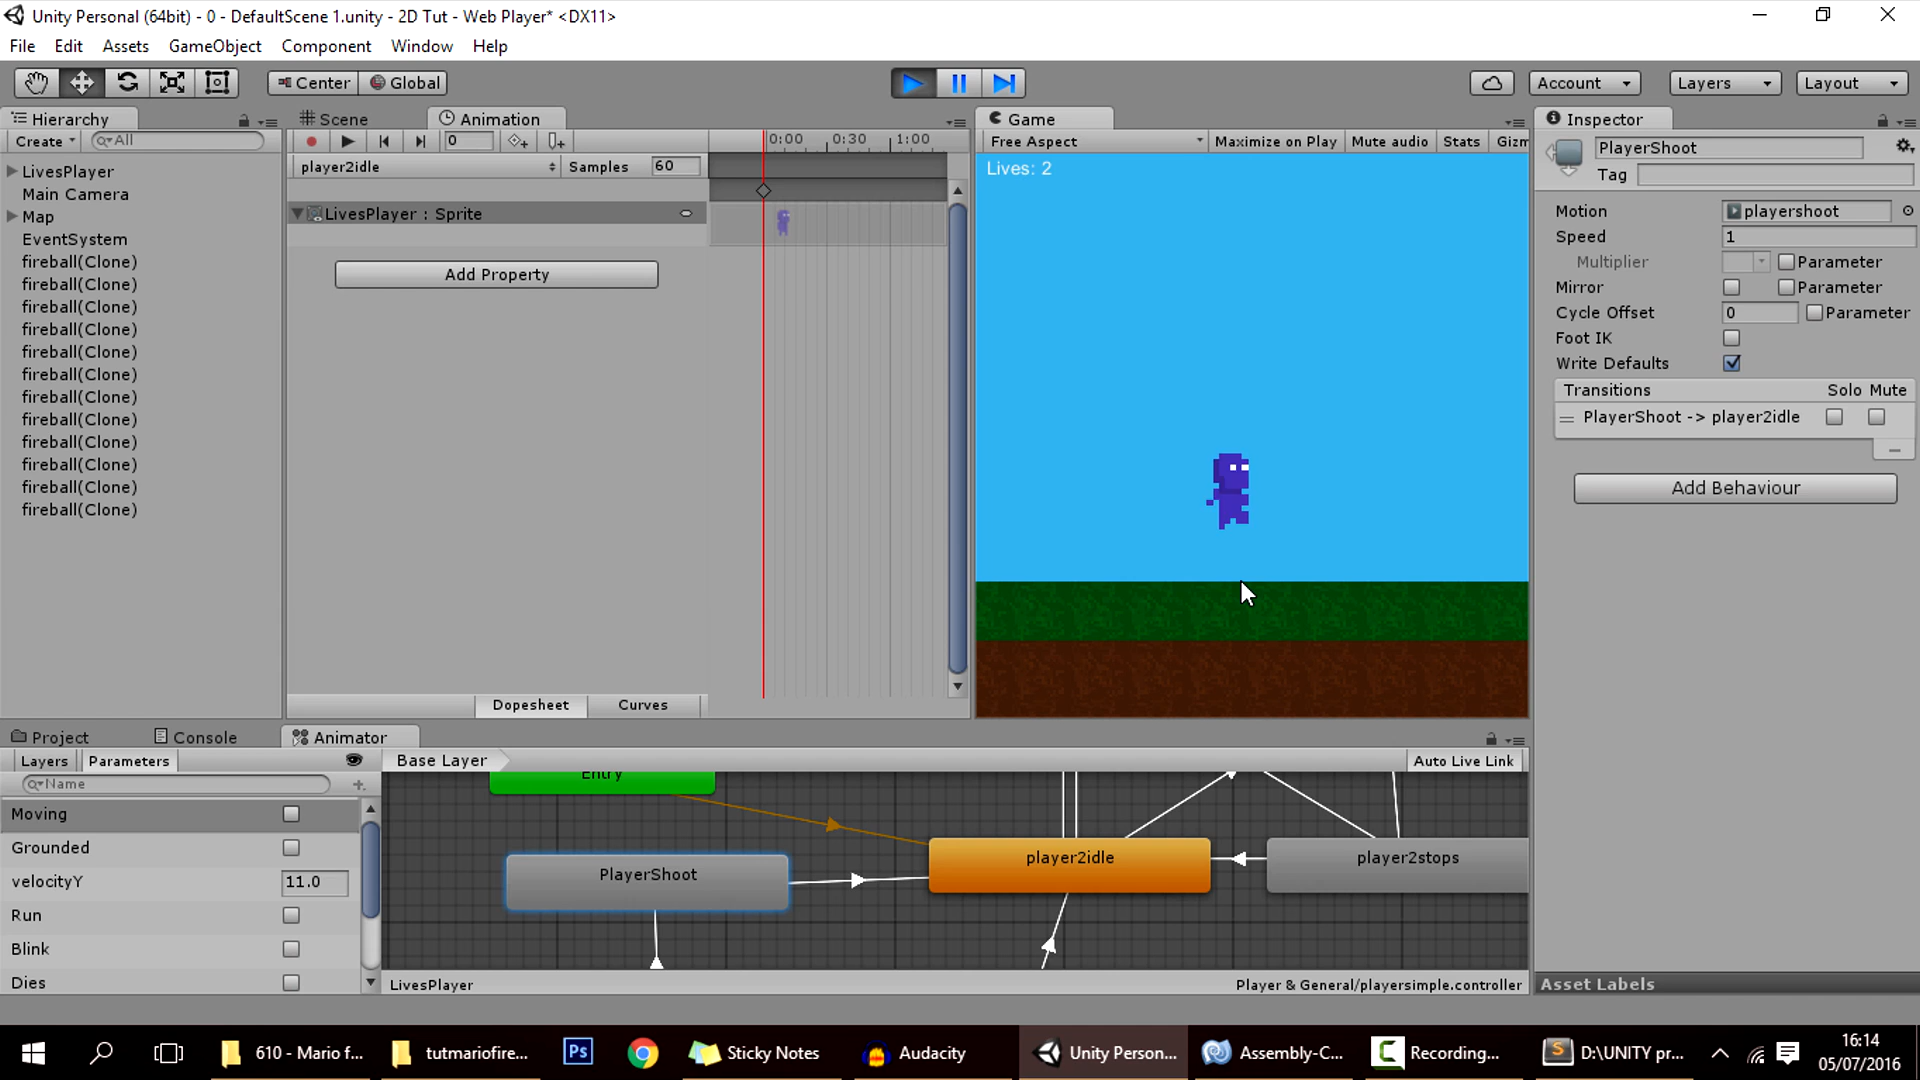 Unity Personal (64bit) - 0 - DefaultScene 1.unity - 2D Tut - Web Player* <DX11>
File Edit Assets GameObject Component Window Help
Center Global Account Layers Layout
Hierarchy Scene Animation Game Inspector
Create All 0 0:00 0:30 1:00 Free Aspect Maximize on Play Mute audio Stats Gizm PlayerShoot
player2idle Samples 60 Lives: 2 Tag
LivesPlayer
Main Camera
Map
EventSystem
fireball(Clone)
fireball(Clone)
fireball(Clone)
fireball(Clone)
fireball(Clone)
fireball(Clone)
fireball(Clone)
fireball(Clone)
fireball(Clone)
fireball(Clone)
fireball(Clone)
fireball(Clone)
LivesPlayer : Sprite
Add Property
Dopesheet Curves
Motion playershoot
Speed 1
Multiplier Parameter
Mirror Parameter
Cycle Offset 0 Parameter
Foot IK
Write Defaults
Transitions Solo Mute
PlayerShoot -> player2idle
Add Behaviour
Project Console Animator
Layers Parameters Base Layer Auto Live Link
Name
Moving
Grounded
velocityY 11.0
Run
Blink
Dies
Entry
PlayerShoot
player2idle
player2stops
LivesPlayer Player & General/playersimple.controller
Asset Labels
610 - Mario f... tutmariofire... Ps Sticky Notes Audacity Unity Person... Assembly-C... Recording... D:\UNITY pr...
16:14
05/07/2016